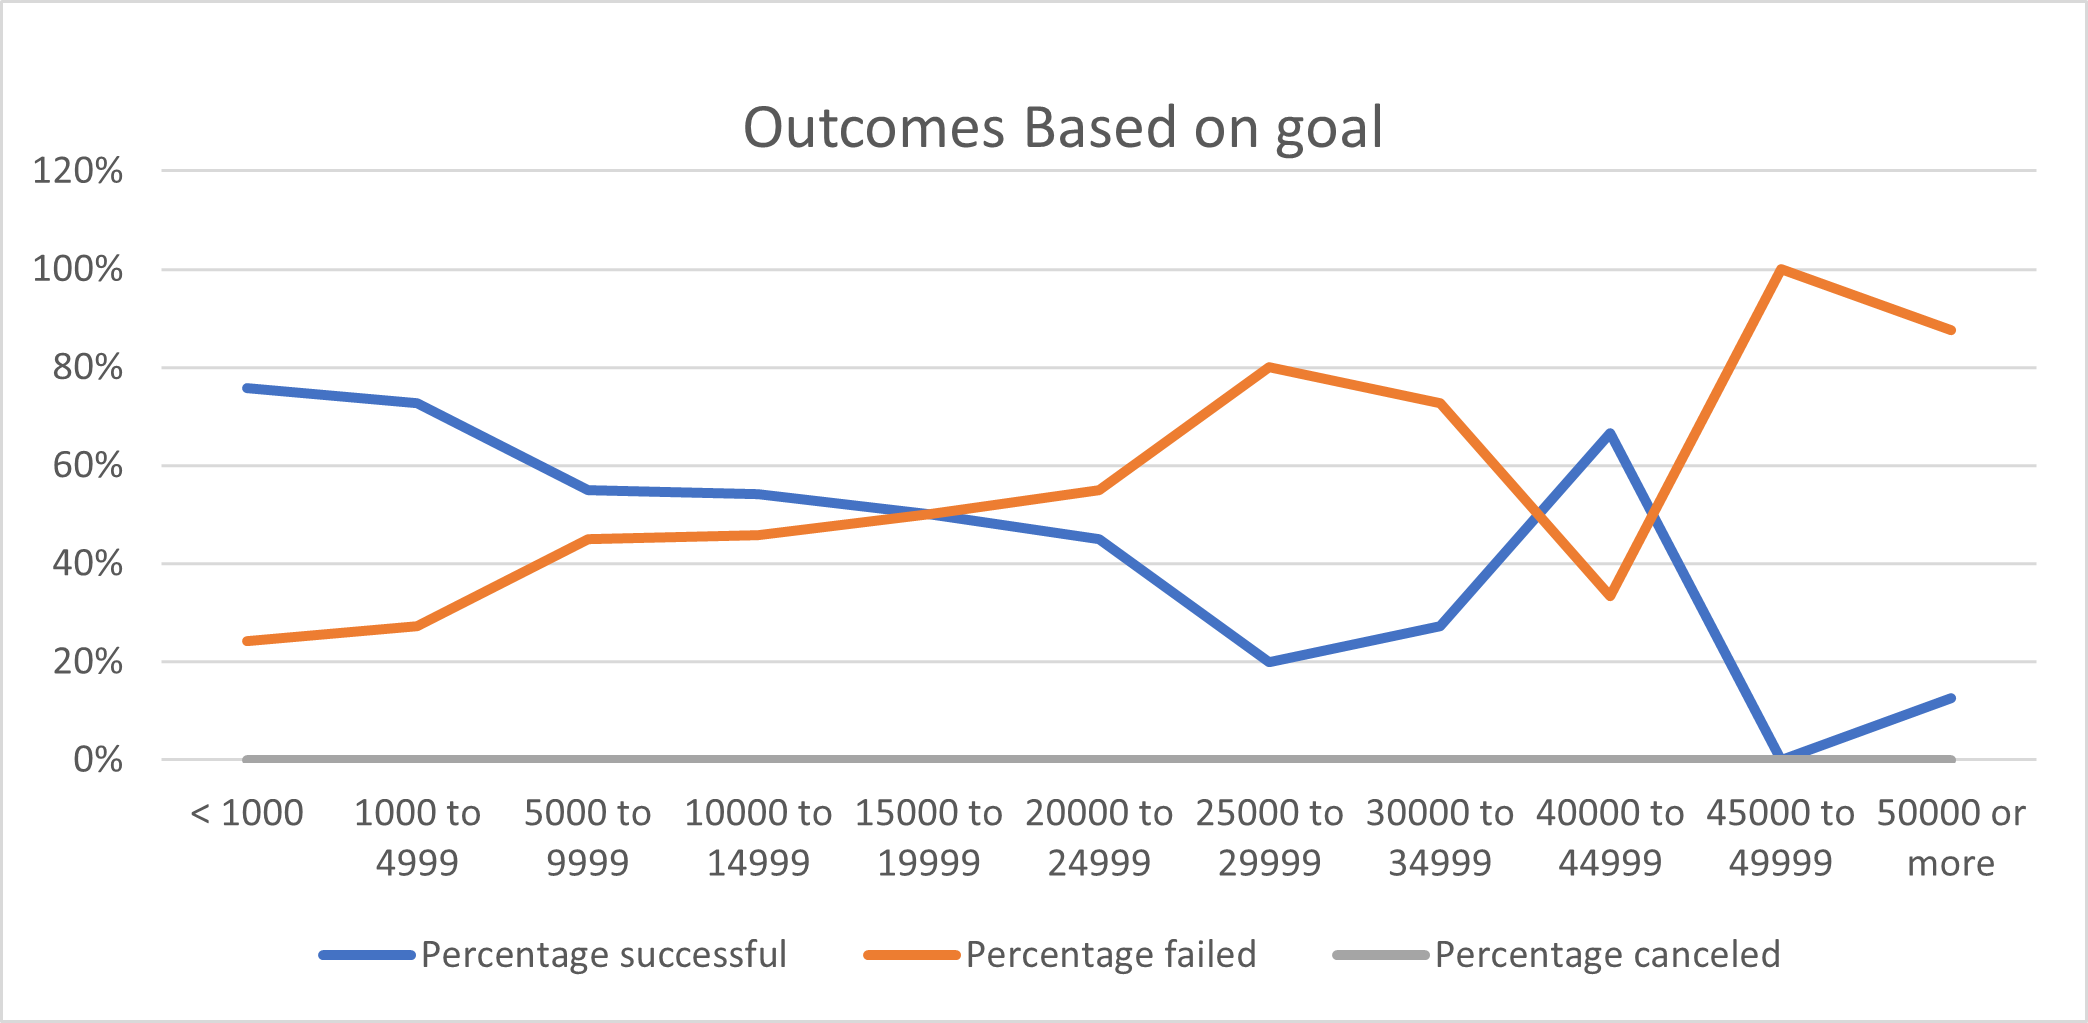 Outcomes Based on goal
120%
100%
80%
60%
40%
20%
0%
< 1000 1000 to 5000 to 10000 to 15000 to 20000 to 25000 to 30000 to 40000 to 45000 to 50000 or
4999 9999 14999 19999 24999 29999 34999 44999 49999 more
Percentage successful Percentage failed Percentage canceled